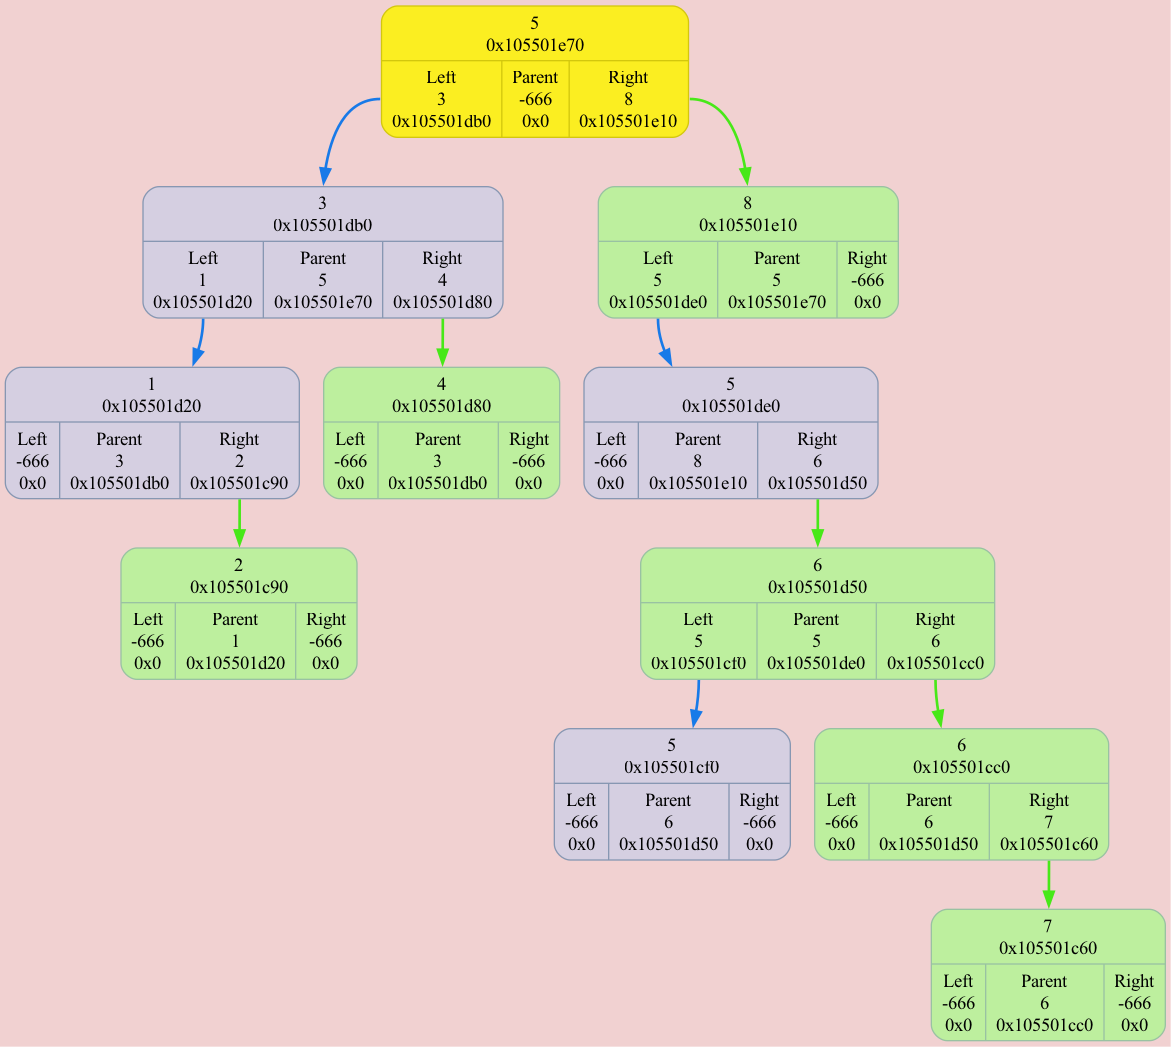 5
0x105501e70
Left Parent Right
3 -666 8
0x105501db0 0x0 0x105501e10
3
0x105501db0
Left Parent Right
1 5 4
0x105501d20 0x105501e70 0x105501d80
8
0x105501e10
Left Parent Right
5 5 -666
0x105501de0 0x105501e70 0x0
1
0x105501d20
Left Parent Right
-666 3 2
0x0 0x105501db0 0x105501c90
4
0x105501d80
Left Parent Right
-666 3 -666
0x0 0x105501db0 0x0
5
0x105501de0
Left Parent Right
-666 8 6
0x0 0x105501e10 0x105501d50
2
0x105501c90
Left Parent Right
-666 1 -666
0x0 0x105501d20 0x0
6
0x105501d50
Left Parent Right
5 5 6
0x105501cf0 0x105501de0 0x105501cc0
5
0x105501cf0
Left Parent Right
-666 6 -666
0x0 0x105501d50 0x0
6
0x105501cc0
Left Parent Right
-666 6 7
0x0 0x105501d50 0x105501c60
7
0x105501c60
Left Parent Right
-666 6 -666
0x0 0x105501cc0 0x0